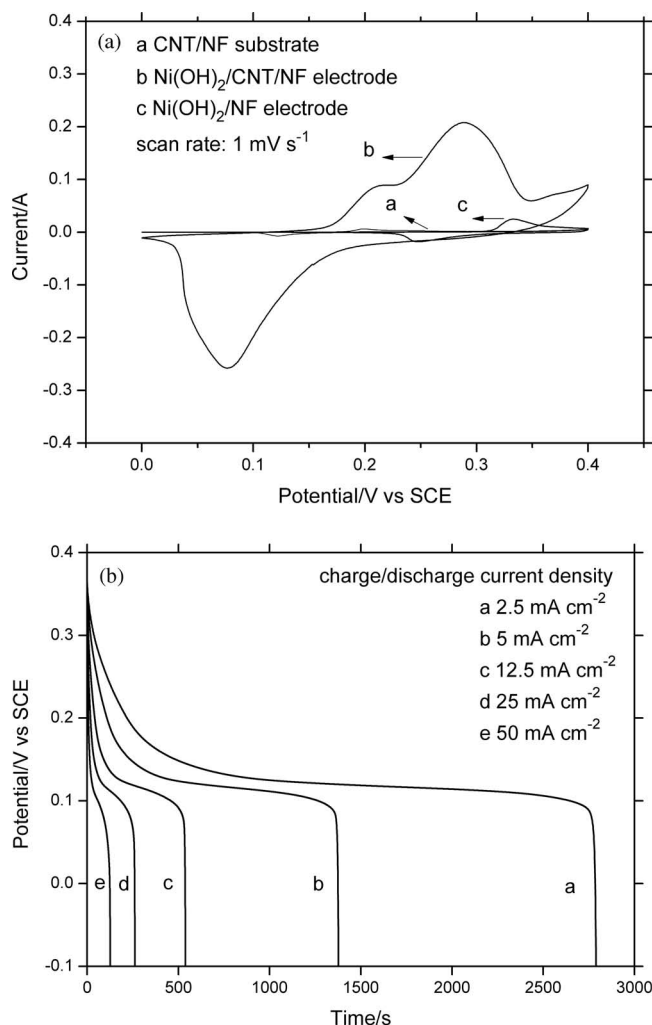 (a) a CNT/NF substrate
b Ni(OH)₂/CNT/NF electrode
c Ni(OH)₂/NF electrode
scan rate: 1 mV s⁻¹
b
a
c
0.4
0.3
0.2
0.1
0.0
-0.1
-0.2
-0.3
-0.4
Current/A
0.0 0.1 0.2 0.3 0.4
Potential/V vs SCE
(b) charge/discharge current density
a 2.5 mA cm⁻²
b 5 mA cm⁻²
c 12.5 mA cm⁻²
d 25 mA cm⁻²
e 50 mA cm⁻²
0.4
0.3
0.2
0.1
0.0
-0.1
Potential/V vs SCE
e d c b a
0 500 1000 1500 2000 2500 3000
Time/s